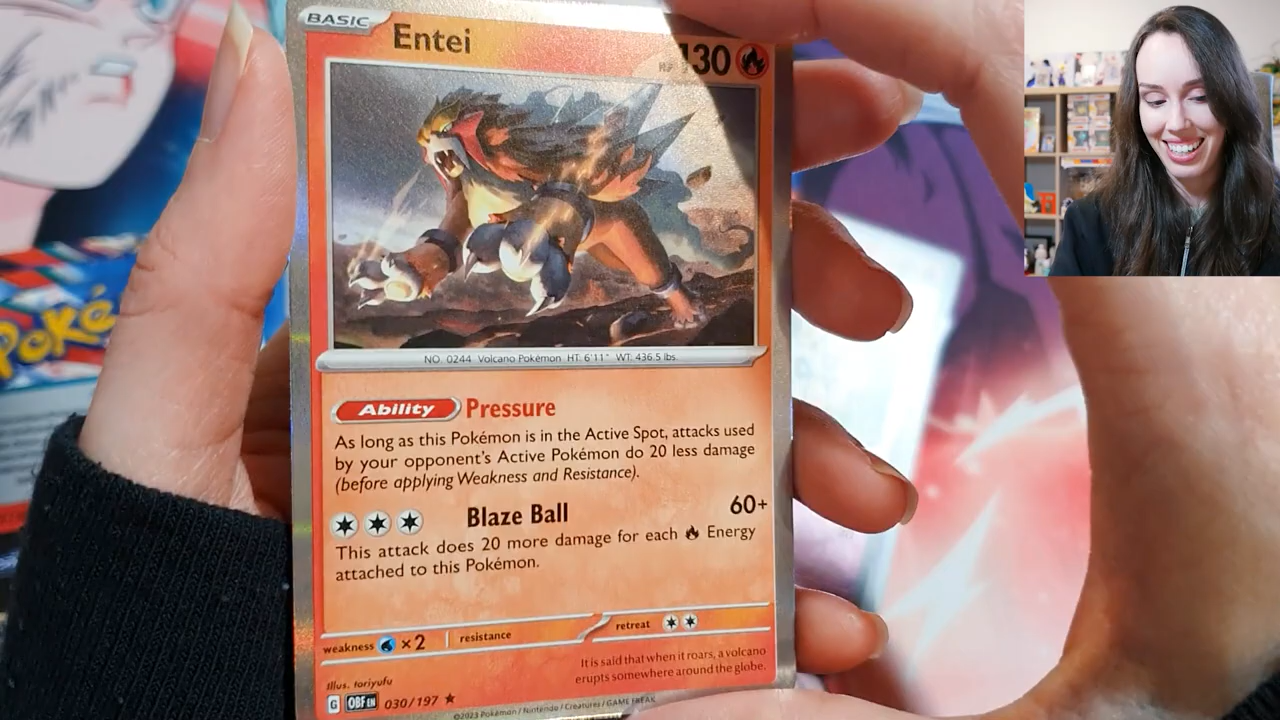 BASIC
Entei
HP 130
NO. 0244 Volcano Pokémon HT: 6'11" WT: 436.5 lbs.
Ability Pressure
As long as this Pokémon is in the Active Spot, attacks used
by your opponent's Active Pokémon do 20 less damage
(before applying Weakness and Resistance).
Blaze Ball 60+
This attack does 20 more damage for each Energy
attached to this Pokémon.
weakness ×2 resistance retreat
It is said that when it roars, a volcano
erupts somewhere around the globe.
Illus. toriyufu
G OBF EN 030/197 ★
©2023 Pokémon / Nintendo / Creatures / GAME FREAK
Poké